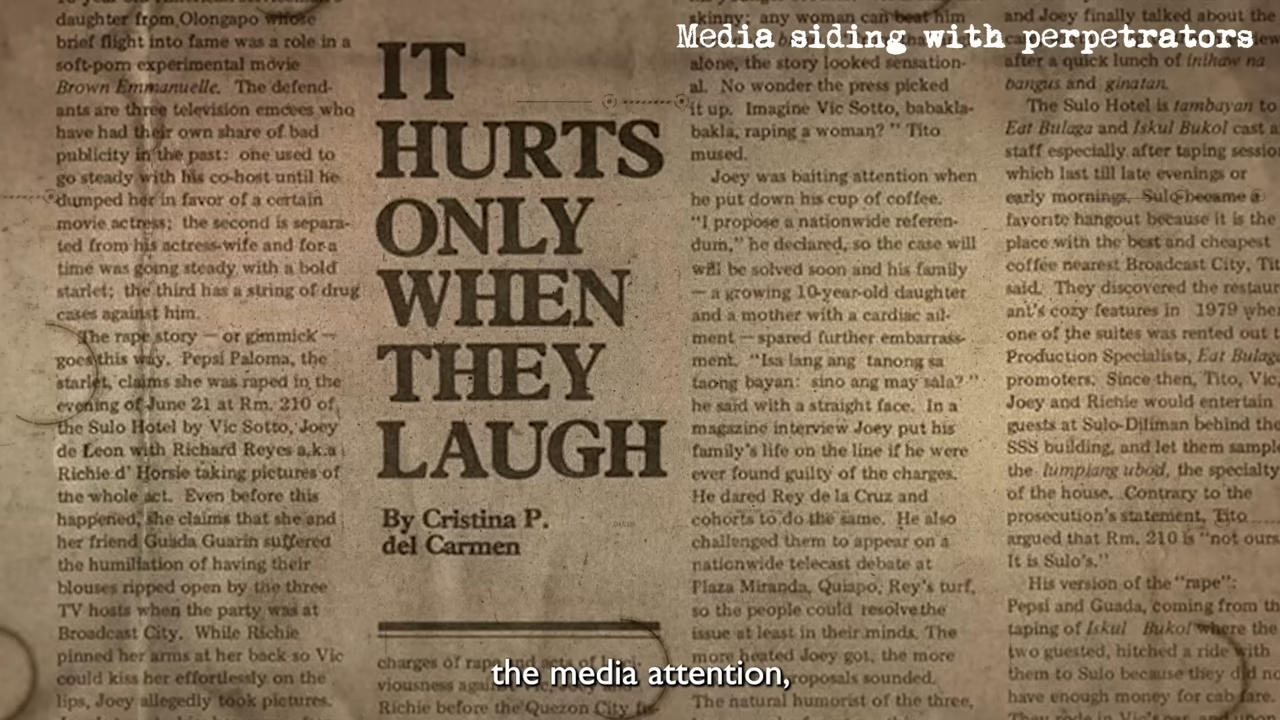 Media siding with perpetrators
daughter from Olongapo whose
brief flight into fame was a role in a
soft-porn experimental movie
Brown Emmanuelle. The defend-
ants are three television emcees who
have had their own share of bad
publicity in the past: one used to
go steady with his co-host until he
dumped her in favor of a certain
movie actress; the second is separa-
ted from his actress-wife and for a
time was going steady with a bold
starlet; the third has a string of drug
cases against him.
The rape story — or gimmick —
goes this way. Pepsi Paloma, the
starlet, claims she was raped in the
evening of June 21 at Rm. 210 of
the Sulo Hotel by Vic Sotto, Joey
de Leon with Richard Reyes a.k.a
Richie d' Horsie taking pictures of
the whole act. Even before this
happened, she claims that she and
her friend Guada Guarin suffered
the humiliation of having their
blouses ripped open by the three
TV hosts when the party was at
Broadcast City. While Richie
pinned her arms at her back so Vic
could kiss her effortlessly on the
lips, Joey allegedly took pictures.
IT
HURTS
ONLY
WHEN
THEY
LAUGH
By Cristina P.
del Carmen
charges of rape
Richie before the Quezon City
skinny: any woman can beat him
alone, the story looked sensation-
al. No wonder the press picked
it up. Imagine Vic Sotto, babakla-
bakla, raping a woman? " Tito
mused.
Joey was baiting attention when
he put down his cup of coffee.
"I propose a nationwide referen-
dum," he declared, so the case will
will be solved soon and his family
— a growing 10-year-old daughter
and a mother with a cardiac ail-
ment — spared further embarrass-
ment. "Isa lang ang tanong sa
taong bayan: sino ang may sala? "
he said with a straight face. In a
magazine interview Joey put his
family's life on the line if he were
ever found guilty of the charges.
He dared Rey de la Cruz and
cohorts to do the same. He also
challenged them to appear on a
nationwide telecast debate at
Plaza Miranda, Quiapo, Rey's turf,
so the people could resolve the
issue at least in their minds. The
more heated Joey got, the more
proposals sounded.
The natural humorist of the three,
and Joey finally talked about the
after a quick lunch of inihaw na
bangus and ginatan.
The Sulo Hotel is tambayan to
Eat Bulaga and Iskul Bukol cast a
staff especially after taping sessio
which last till late evenings or
early mornings. Sulo became a
favorite hangout because it is the
place with the best and cheapest
coffee nearest Broadcast City, Tit
said. They discovered the restaur
ant's cozy features in 1979 whe
one of the suites was rented out t
Production Specialists, Eat Bulaga
promoters. Since then, Tito, Vic,
Joey and Richie would entertain
guests at Sulo-Diliman behind the
SSS building, and let them sample
the lumpiang ubod, the specialty
of the house. Contrary to the
prosecution's statement, Tito
argued that Rm. 210 is "not ours
It is Sulo's."
His version of the "rape":
Pepsi and Guada, coming from th
taping of Iskul Bukol where the
two guested, hitched a ride with
them to Sulo because they did no
have enough money for cab fare.
the media attention,